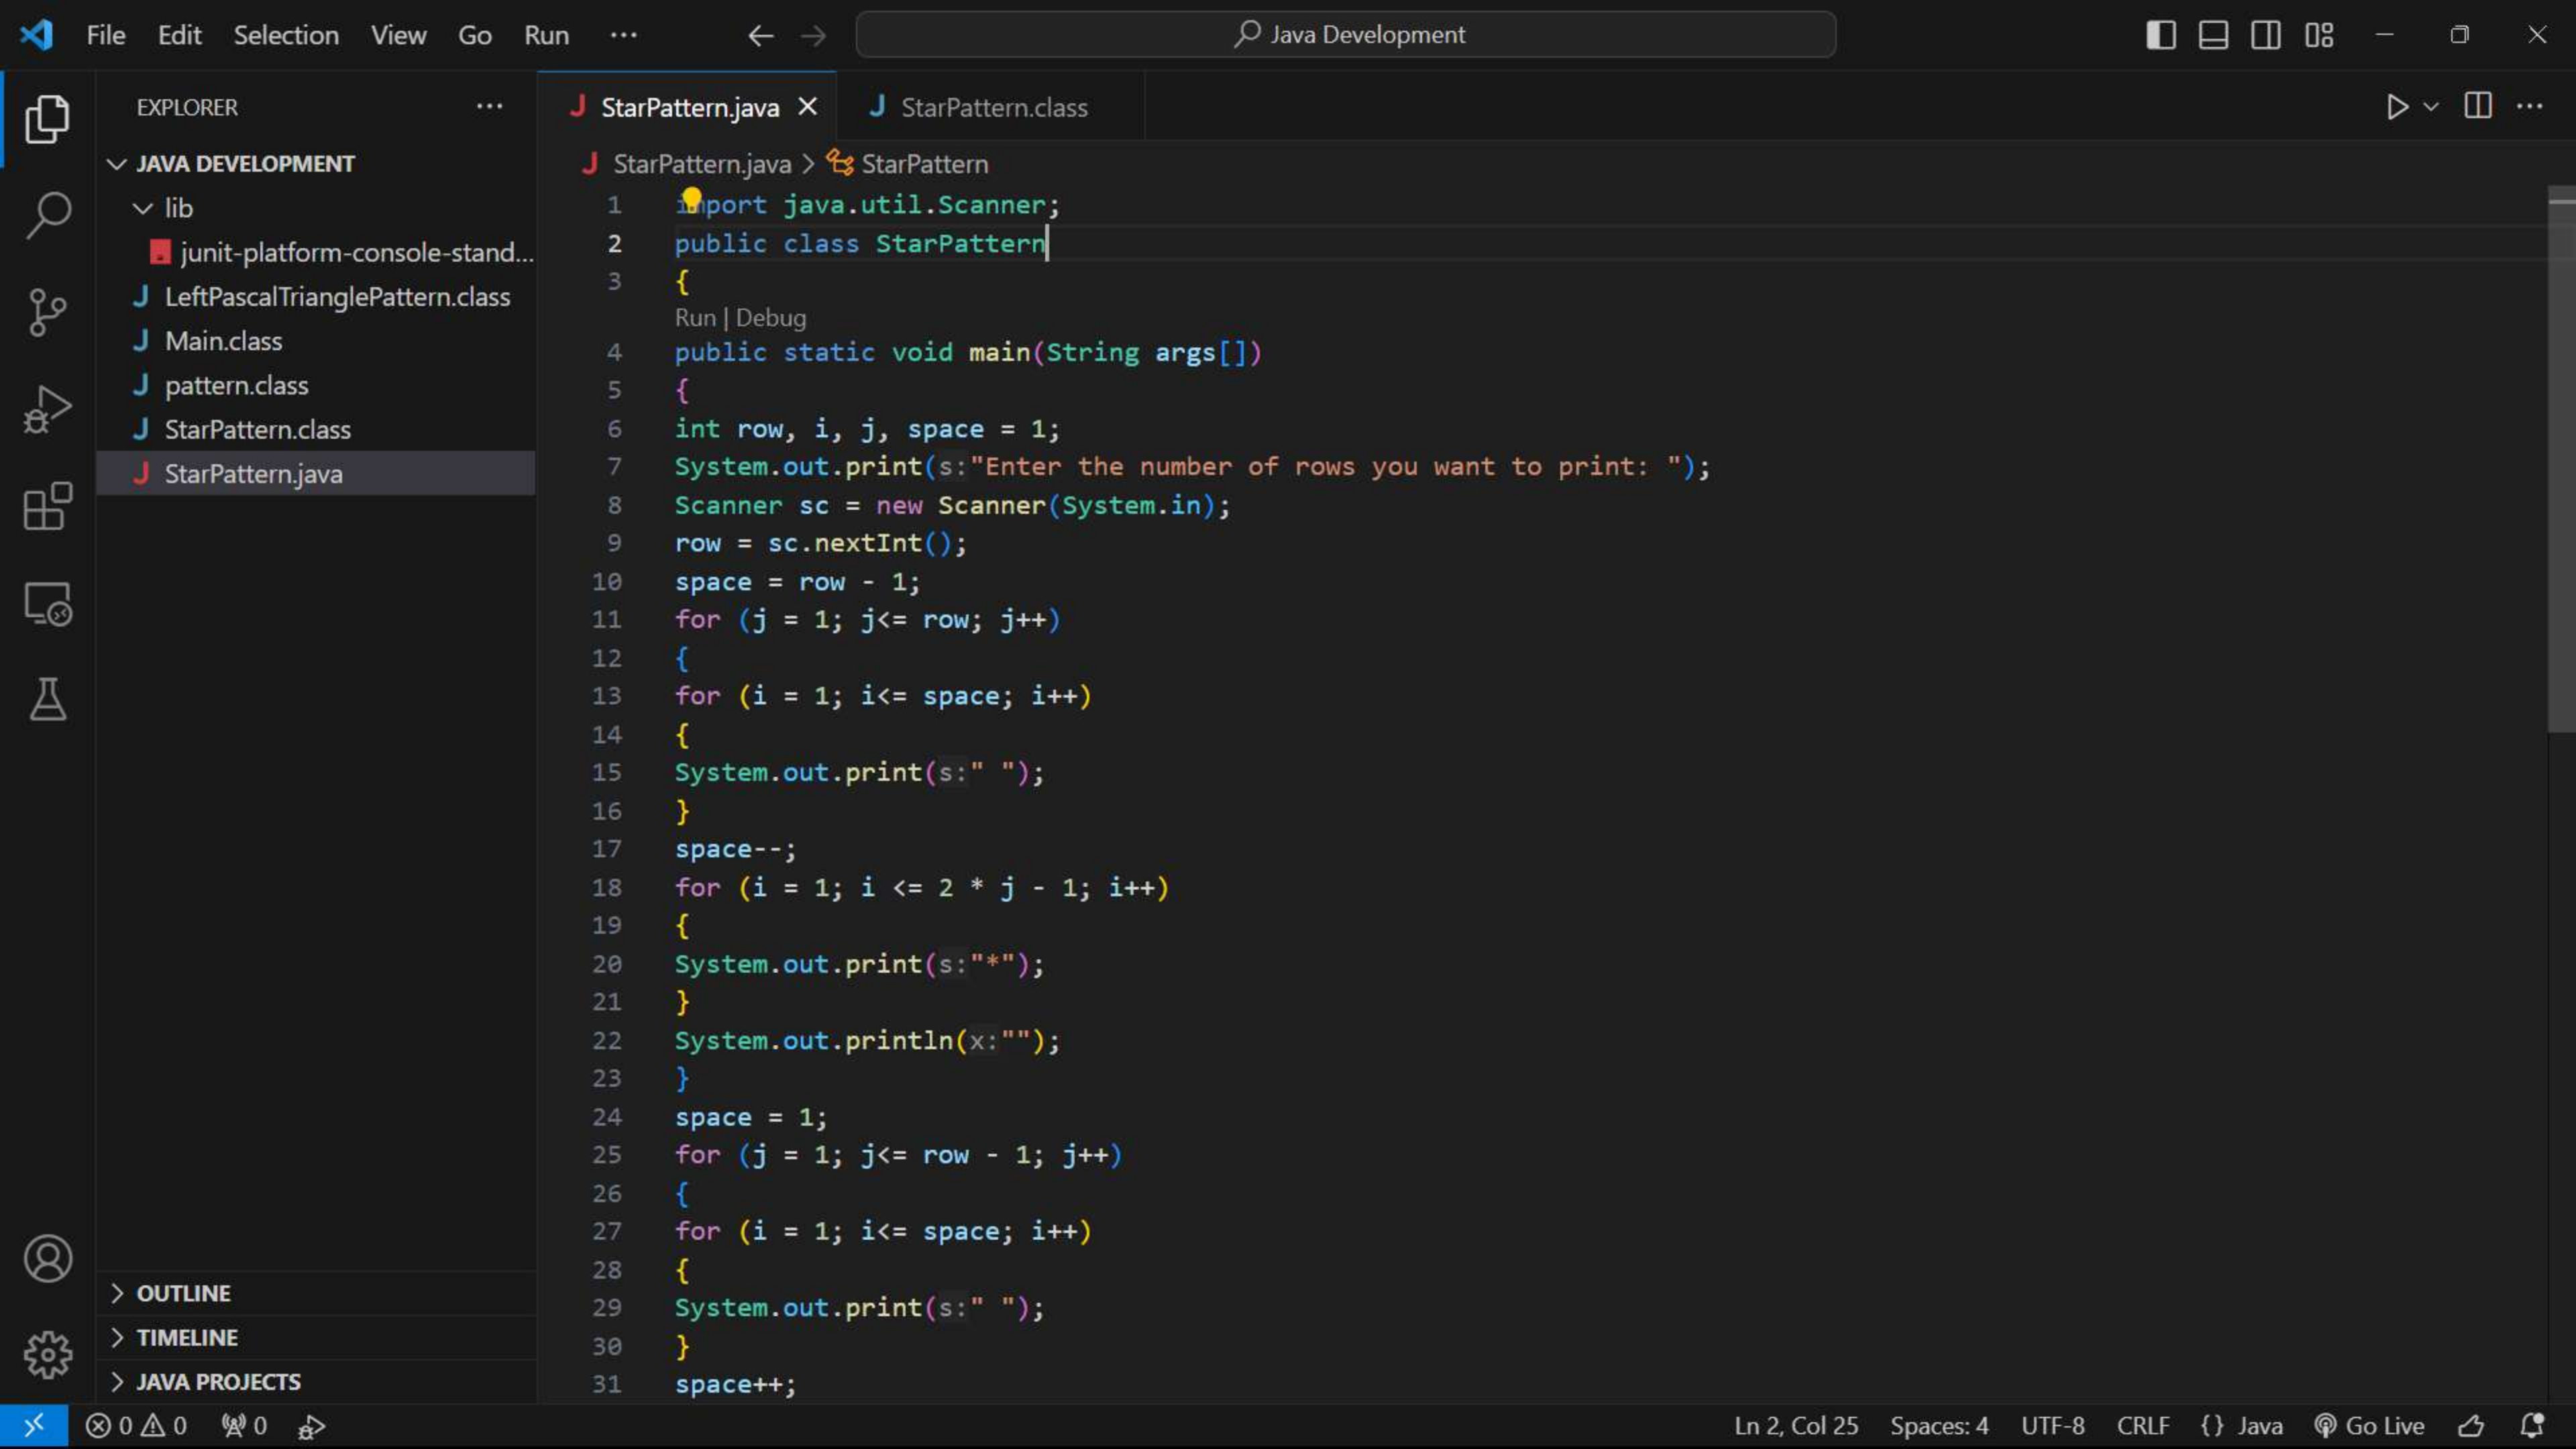 File Edit Selection View Go Run ··· Java Development
EXPLORER ···
JAVA DEVELOPMENT
lib
junit-platform-console-stand...
LeftPascalTrianglePattern.class
Main.class
pattern.class
StarPattern.class
StarPattern.java
OUTLINE
TIMELINE
JAVA PROJECTS
StarPattern.java StarPattern.class
StarPattern.java > StarPattern
1 import java.util.Scanner;
2 public class StarPattern
3 {
Run | Debug
4 public static void main(String args[])
5 {
6 int row, i, j, space = 1;
7 System.out.print(s:"Enter the number of rows you want to print: ");
8 Scanner sc = new Scanner(System.in);
9 row = sc.nextInt();
10 space = row - 1;
11 for (j = 1; j<= row; j++)
12 {
13 for (i = 1; i<= space; i++)
14 {
15 System.out.print(s:" ");
16 }
17 space--;
18 for (i = 1; i <= 2 * j - 1; i++)
19 {
20 System.out.print(s:"*");
21 }
22 System.out.println(x:"");
23 }
24 space = 1;
25 for (j = 1; j<= row - 1; j++)
26 {
27 for (i = 1; i<= space; i++)
28 {
29 System.out.print(s:" ");
30 }
31 space++;
0 0 0 Ln 2, Col 25 Spaces: 4 UTF-8 CRLF {} Java Go Live